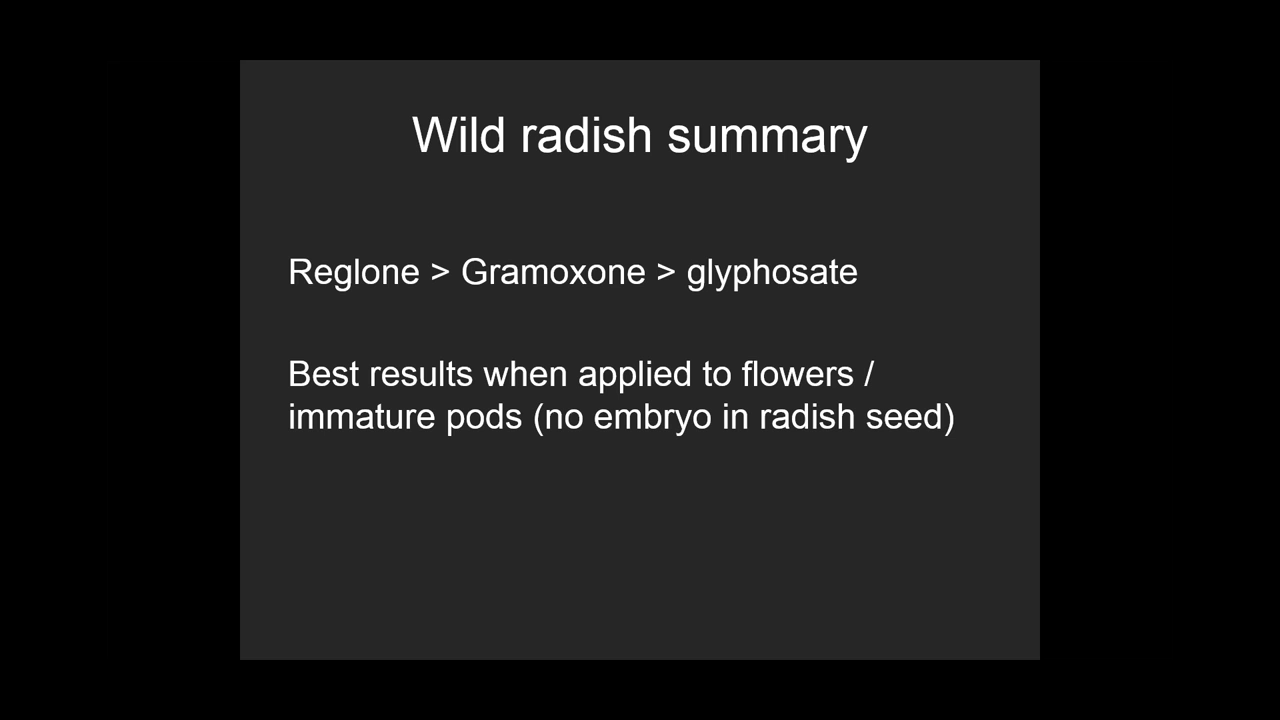 Wild radish summary
Reglone > Gramoxone > glyphosate
Best results when applied to flowers /
immature pods (no embryo in radish seed)